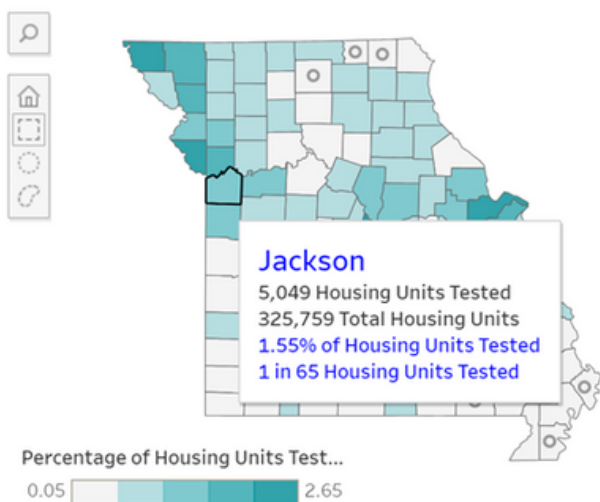 Jackson
5,049 Housing Units Tested
325,759 Total Housing Units
1.55% of Housing Units Tested
1 in 65 Housing Units Tested
Percentage of Housing Units Test...
0.05 2.65